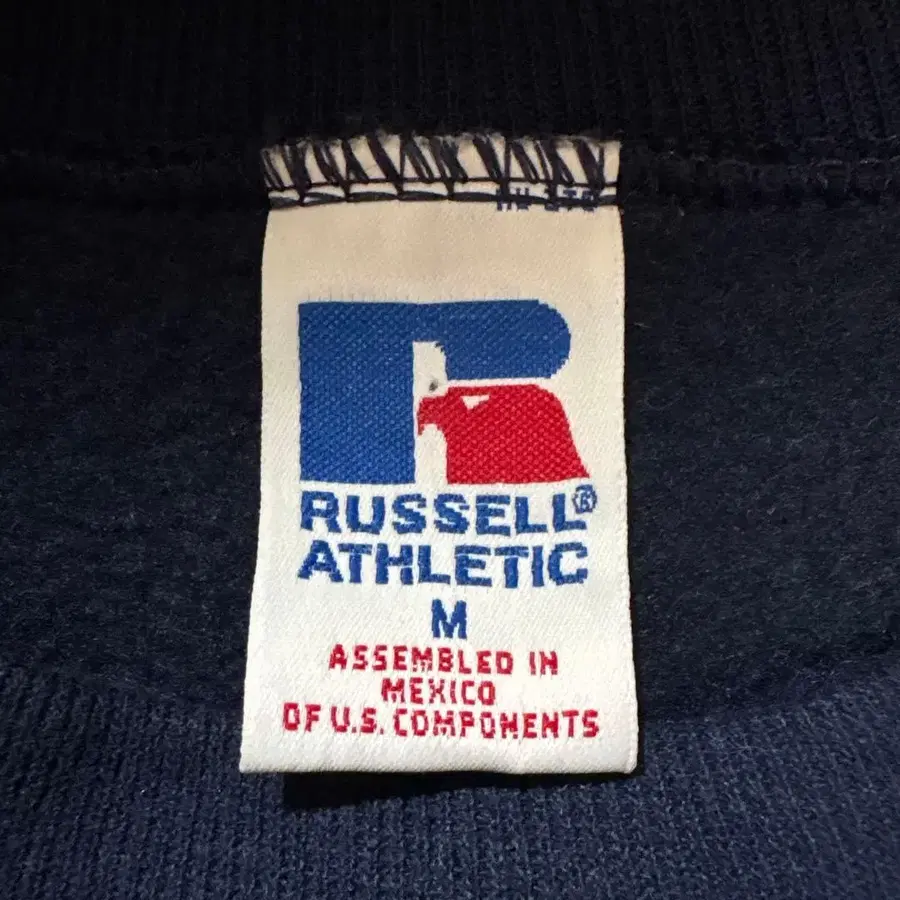 RUSSELL®
ATHLETIC
M
ASSEMBLED IN
MEXICO
OF U.S. COMPONENTS